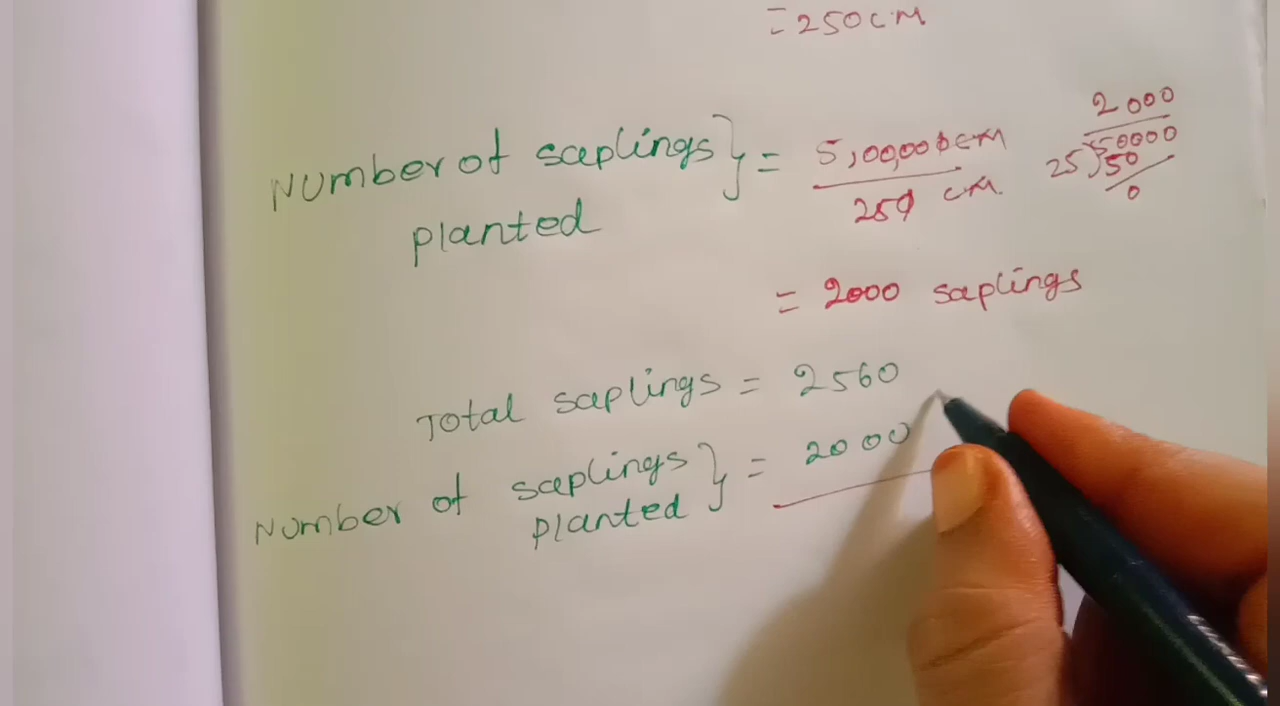 = 250 cm
Number of saplings } = 5,00,000 cm
planted
250 cm
2000
25)50000
50
0
= 2000 saplings
Total saplings = 2560
Number of saplings } = 2000
planted